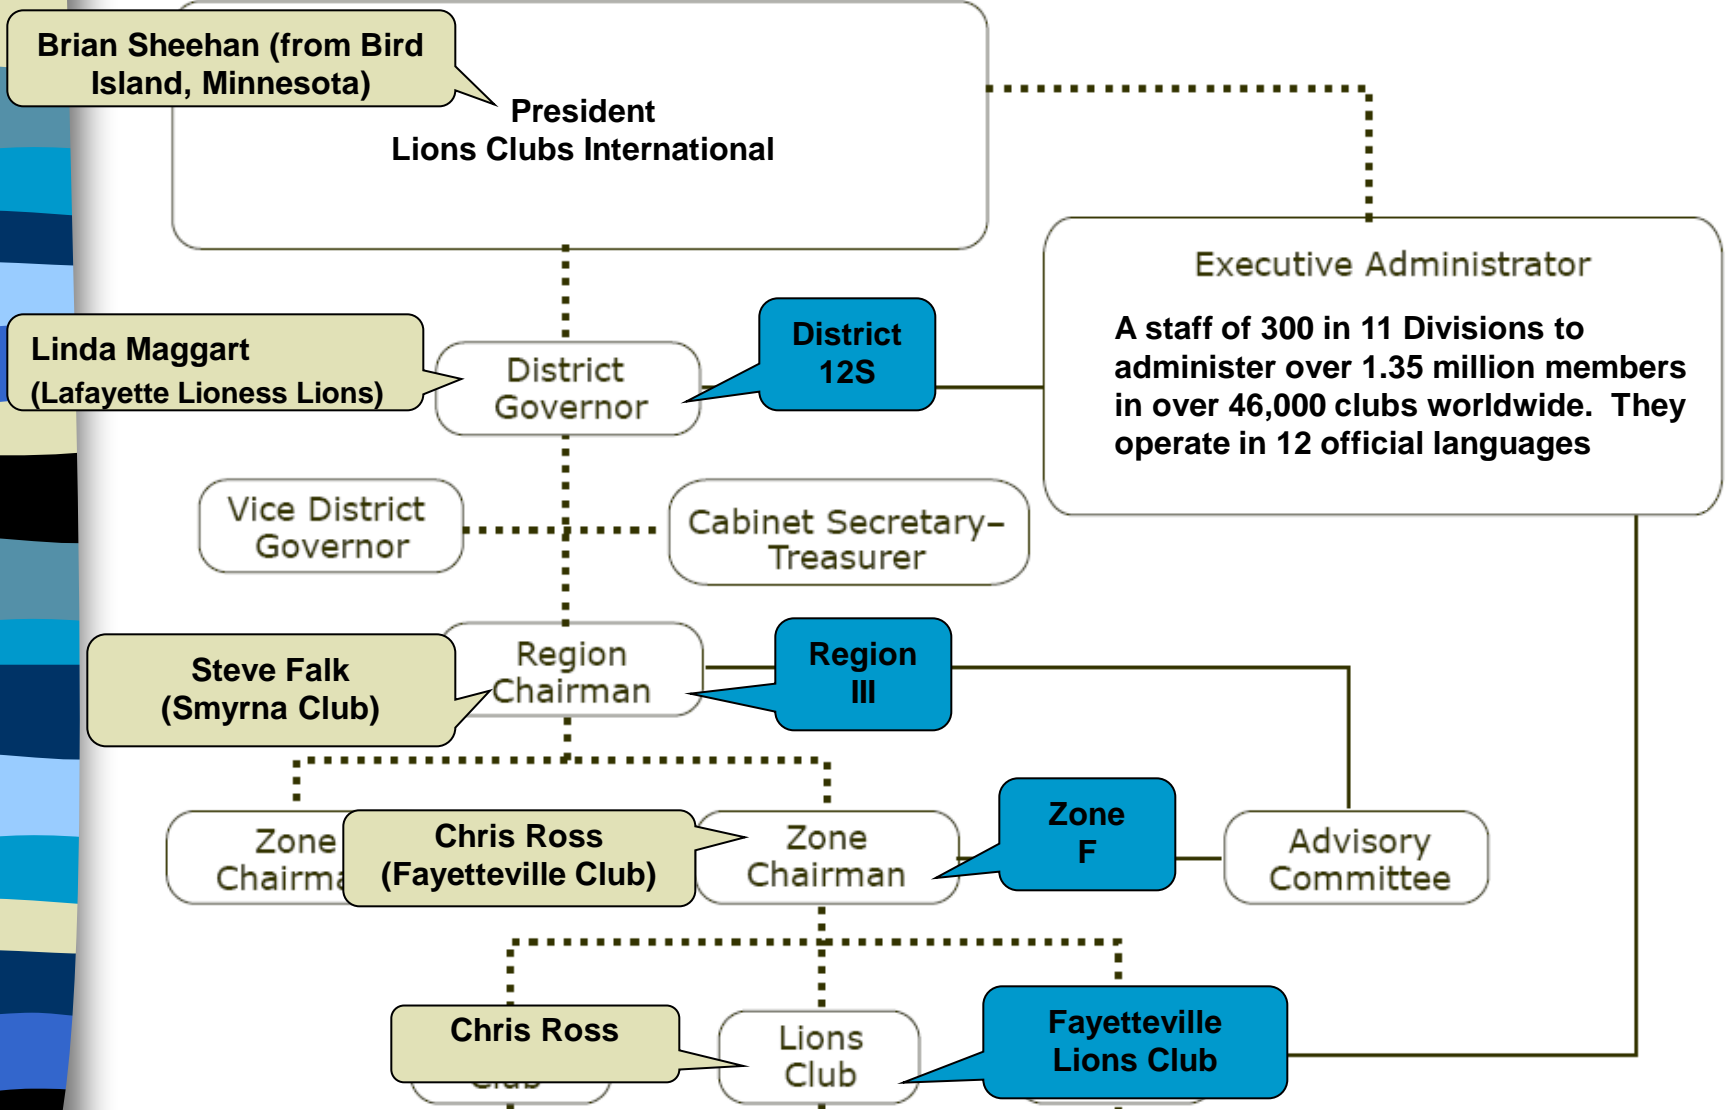 Brian Sheehan (from Bird
Island, Minnesota)
President
Lions Clubs International
Executive Administrator
A staff of 300 in 11 Divisions to
administer over 1.35 million members
in over 46,000 clubs worldwide.  They
operate in 12 official languages
Linda Maggart
(Lafayette Lioness Lions)
District
Governor
District
12S
Vice District
Governor
Cabinet Secretary–
Treasurer
Steve Falk
(Smyrna Club)
Region
Chairman
Region
III
Zone
Chairma
Chris Ross
(Fayetteville Club)
Zone
Chairman
Zone
F
Advisory
Committee
Chris Ross
Club
Lions
Club
Fayetteville
Lions Club